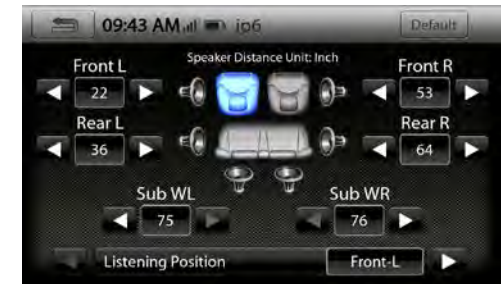 09:43 AM ip6 Default
Speaker Distance Unit: Inch
Front L Front R
22 53
Rear L Rear R
36 64
Sub WL Sub WR
75 76
Listening Position Front-L